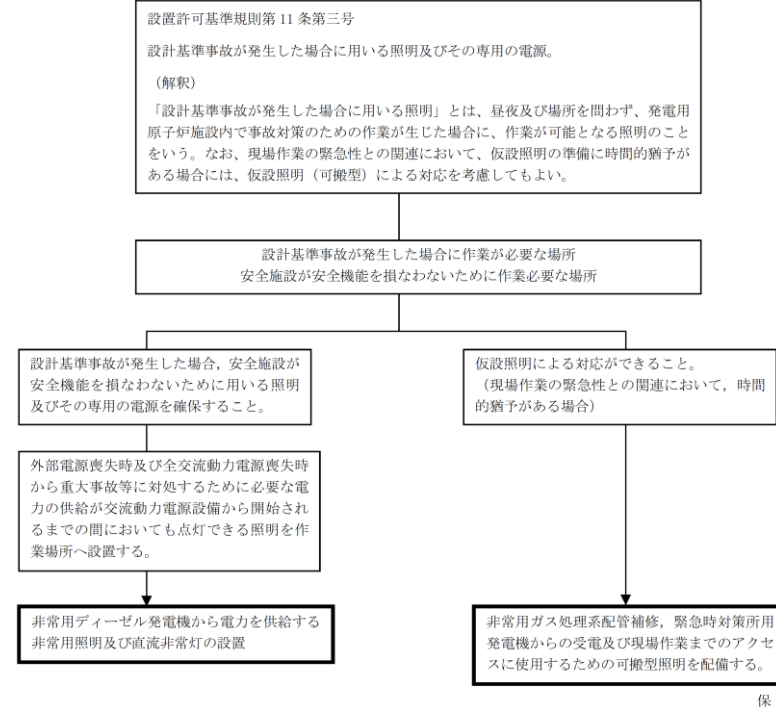 設置許可基準規則第 11 条第三号
設計基準事故が発生した場合に用いる照明及びその専用の電源。
（解釈）
「設計基準事故が発生した場合に用いる照明」とは、昼夜及び場所を問わず、発電用
原子炉施設内で事故対策のための作業が生じた場合に、作業が可能となる照明のこと
をいう。なお、現場作業の緊急性との関連において、仮設照明の準備に時間的猶予が
ある場合には、仮設照明（可搬型）による対応を考慮してもよい。
設計基準事故が発生した場合に作業が必要な場所
安全施設が安全機能を損なわないために作業必要な場所
設計基準事故が発生した場合，安全施設が
安全機能を損なわないために用いる照明
及びその専用の電源を確保すること。
外部電源喪失時及び全交流動力電源喪失時
から重大事故等に対処するために必要な電
力の供給が交流動力電源設備から開始され
るまでの間においても点灯できる照明を作
業場所へ設置する。
非常用ディーゼル発電機から電力を供給する
非常用照明及び直流非常灯の設置
仮設照明による対応ができること。
（現場作業の緊急性との関連において，時間
的猶予がある場合）
非常用ガス処理系配管補修，緊急時対策所用
発電機からの受電及び現場作業までのアクセ
スに使用するための可搬型照明を配備する。
保